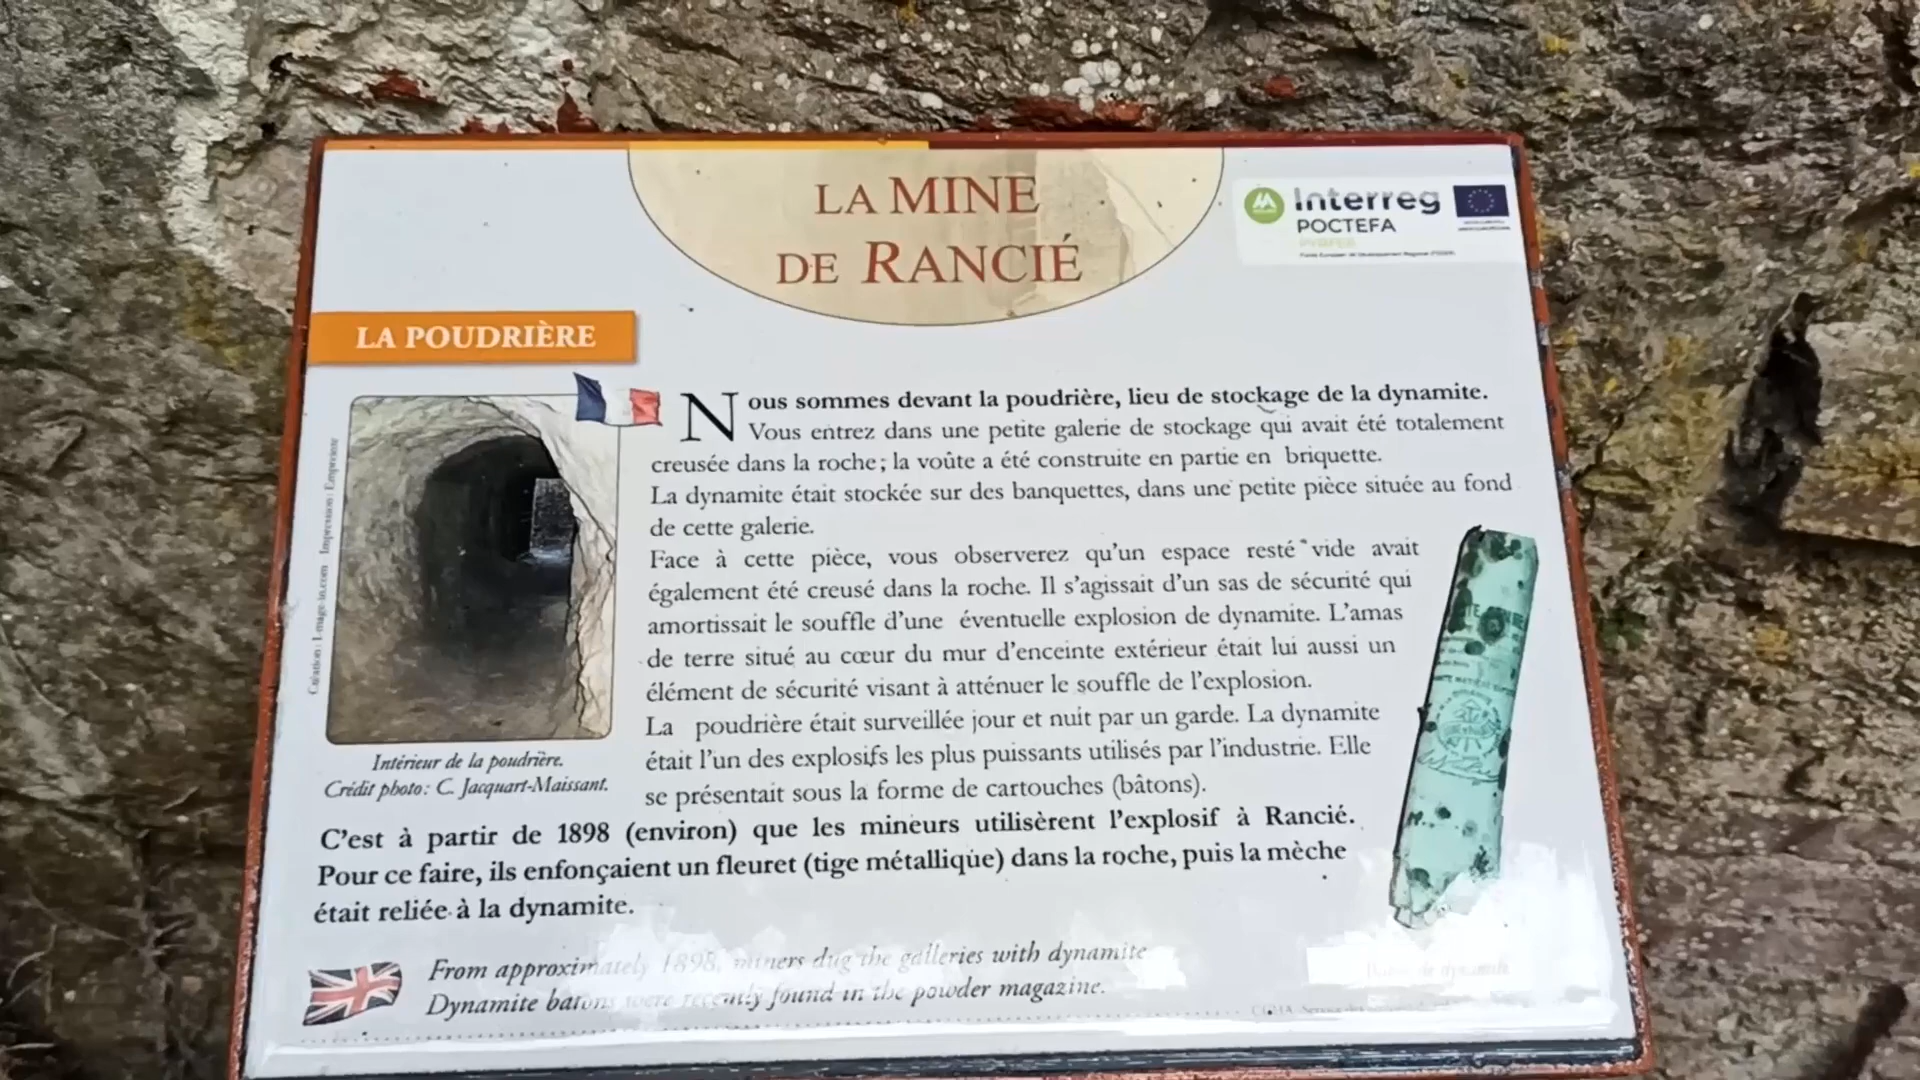 LA MINE
DE RANCIÉ
Interreg
POCTEFA
LA POUDRIÈRE
Nous sommes devant la poudrière, lieu de stockage de la dynamite.
Vous entrez dans une petite galerie de stockage qui avait été totalement
creusée dans la roche ; la voûte a été construite en partie en briquette.
La dynamite était stockée sur des banquettes, dans une petite pièce située au fond
de cette galerie.
Face à cette pièce, vous observerez qu'un espace resté vide avait
également été creusé dans la roche. Il s'agissait d'un sas de sécurité qui
amortissait le souffle d'une éventuelle explosion de dynamite. L'amas
de terre situé au cœur du mur d'enceinte extérieur était lui aussi un
élément de sécurité visant à atténuer le souffle de l'explosion.
La poudrière était surveillée jour et nuit par un garde. La dynamite
était l'un des explosifs les plus puissants utilisés par l'industrie. Elle
se présentait sous la forme de cartouches (bâtons).
C'est à partir de 1898 (environ) que les mineurs utilisèrent l'explosif à Rancié.
Pour ce faire, ils enfonçaient un fleuret (tige métallique) dans la roche, puis la mèche
était reliée à la dynamite.
Intérieur de la poudrière.
Crédit photo : C. Jacquart-Maissant.
Création : I-mage-in.com Impression : Empreinte
From approximately 1898, miners dug the galleries with dynamite
Dynamite batons were recently found in the powder magazine.
Bâton de dynamite